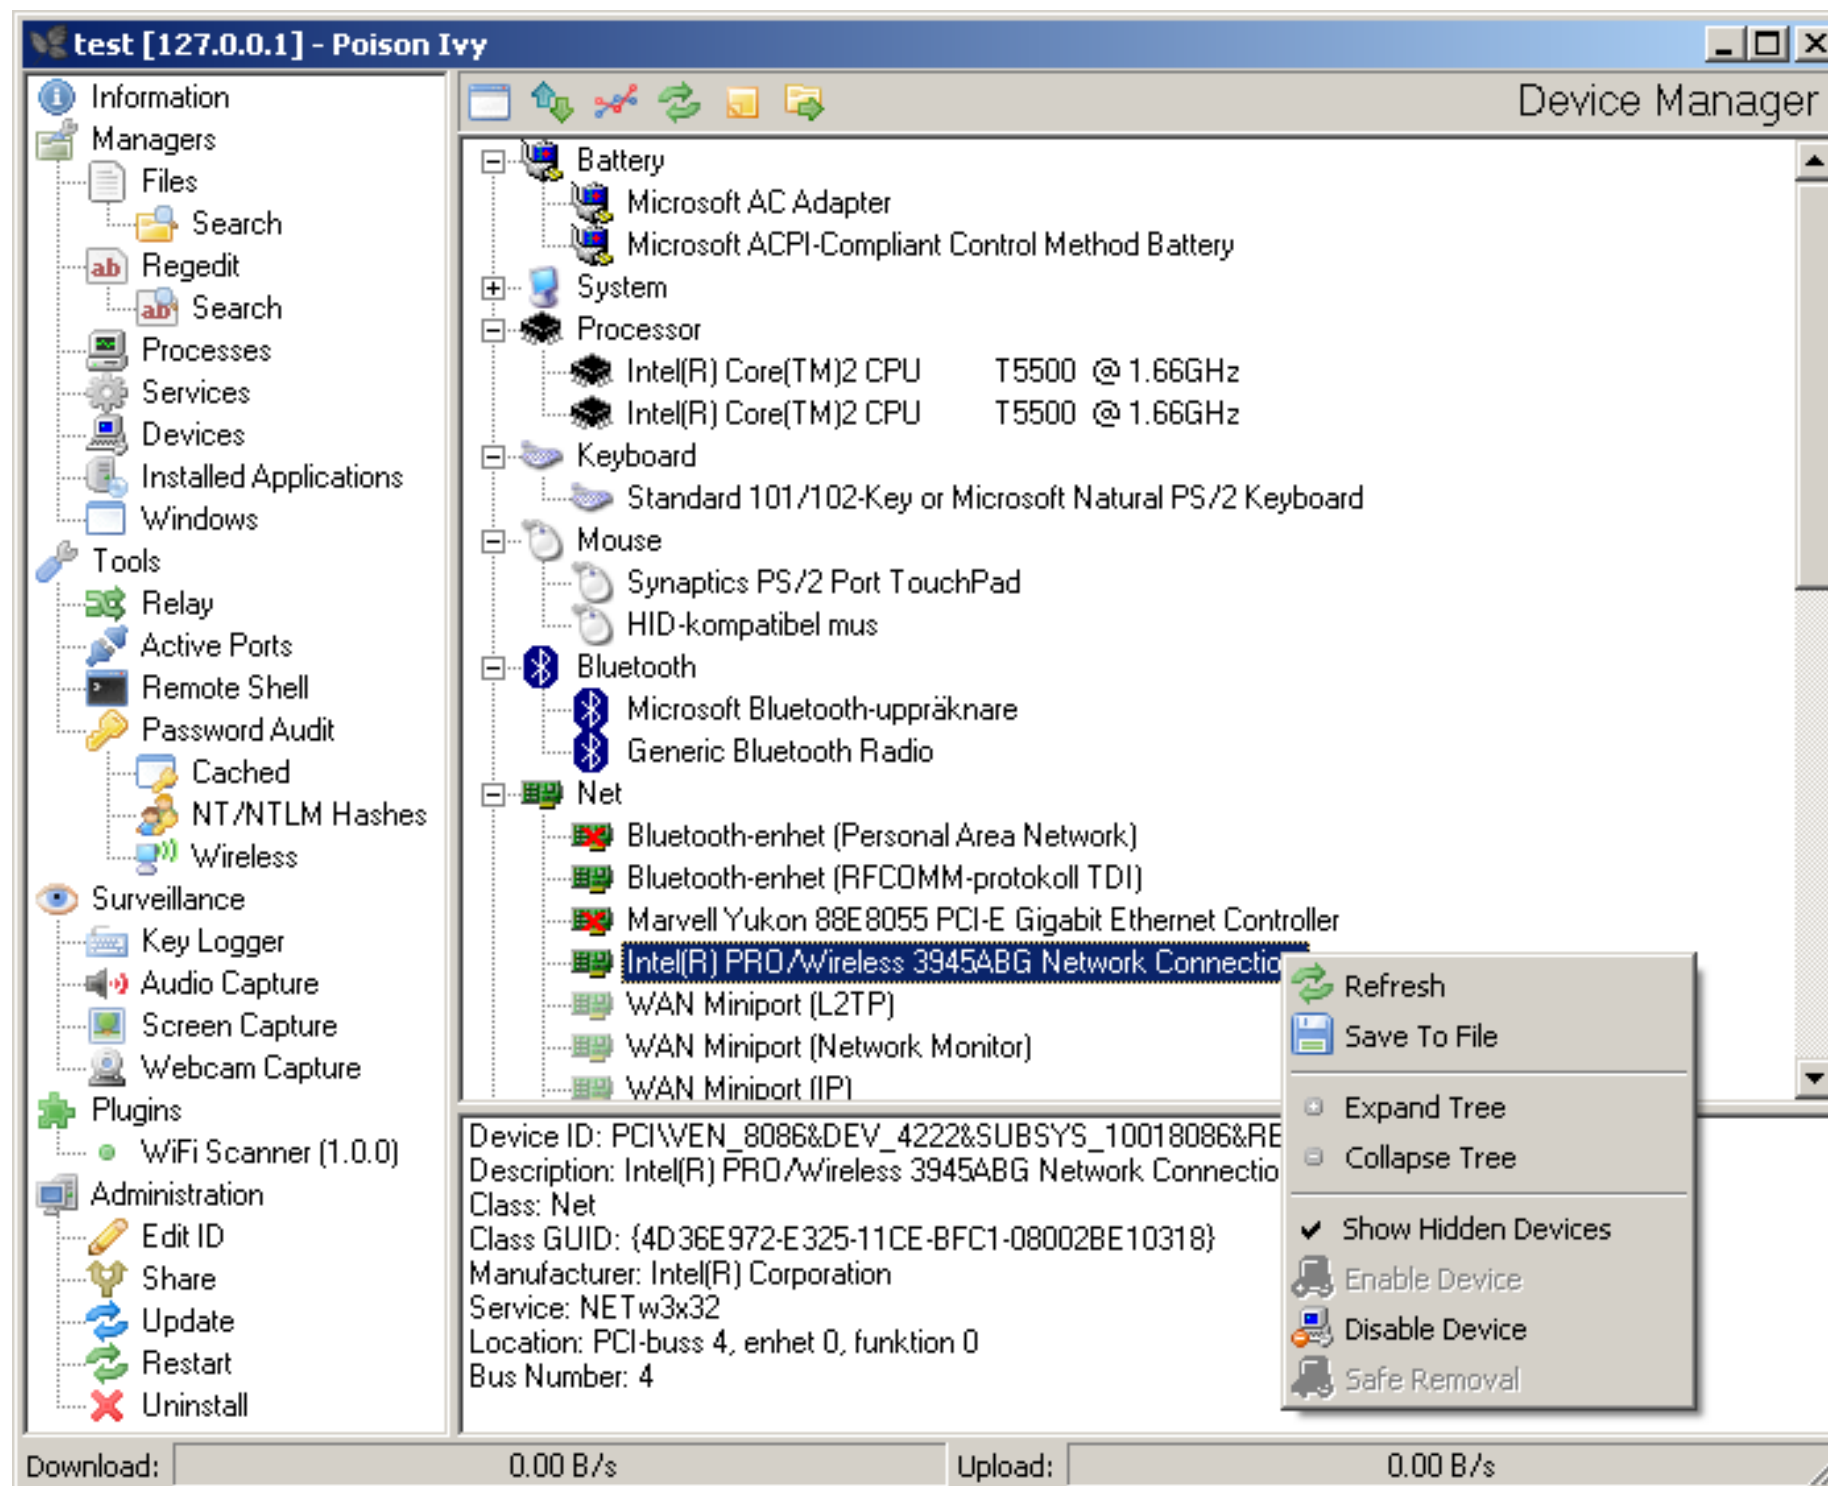 test [127.0.0.1] - Poison Ivy
Information
Managers
Files
Search
Regedit
Search
Processes
Services
Devices
Installed Applications
Windows
Tools
Relay
Active Ports
Remote Shell
Password Audit
Cached
NT/NTLM Hashes
Wireless
Surveillance
Key Logger
Audio Capture
Screen Capture
Webcam Capture
Plugins
WiFi Scanner (1.0.0)
Administration
Edit ID
Share
Update
Restart
Uninstall
Device Manager
Battery
Microsoft AC Adapter
Microsoft ACPI-Compliant Control Method Battery
System
Processor
Intel(R) Core(TM)2 CPU T5500 @ 1.66GHz
Intel(R) Core(TM)2 CPU T5500 @ 1.66GHz
Keyboard
Standard 101/102-Key or Microsoft Natural PS/2 Keyboard
Mouse
Synaptics PS/2 Port TouchPad
HID-kompatibel mus
Bluetooth
Microsoft Bluetooth-uppräknare
Generic Bluetooth Radio
Net
Bluetooth-enhet (Personal Area Network)
Bluetooth-enhet (RFCOMM-protokoll TDI)
Marvell Yukon 88E8055 PCI-E Gigabit Ethernet Controller
Intel(R) PRO/Wireless 3945ABG Network Connectio
WAN Miniport (L2TP)
WAN Miniport (Network Monitor)
WAN Miniport (IP)
Refresh
Save To File
Expand Tree
Collapse Tree
Show Hidden Devices
Enable Device
Disable Device
Safe Removal
Device ID: PCI\VEN_8086&DEV_4222&SUBSYS_10018086&RE
Description: Intel(R) PRO/Wireless 3945ABG Network Connectio
Class: Net
Class GUID: {4D36E972-E325-11CE-BFC1-08002BE10318}
Manufacturer: Intel(R) Corporation
Service: NETw3x32
Location: PCI-buss 4, enhet 0, funktion 0
Bus Number: 4
Download: 0.00 B/s Upload: 0.00 B/s